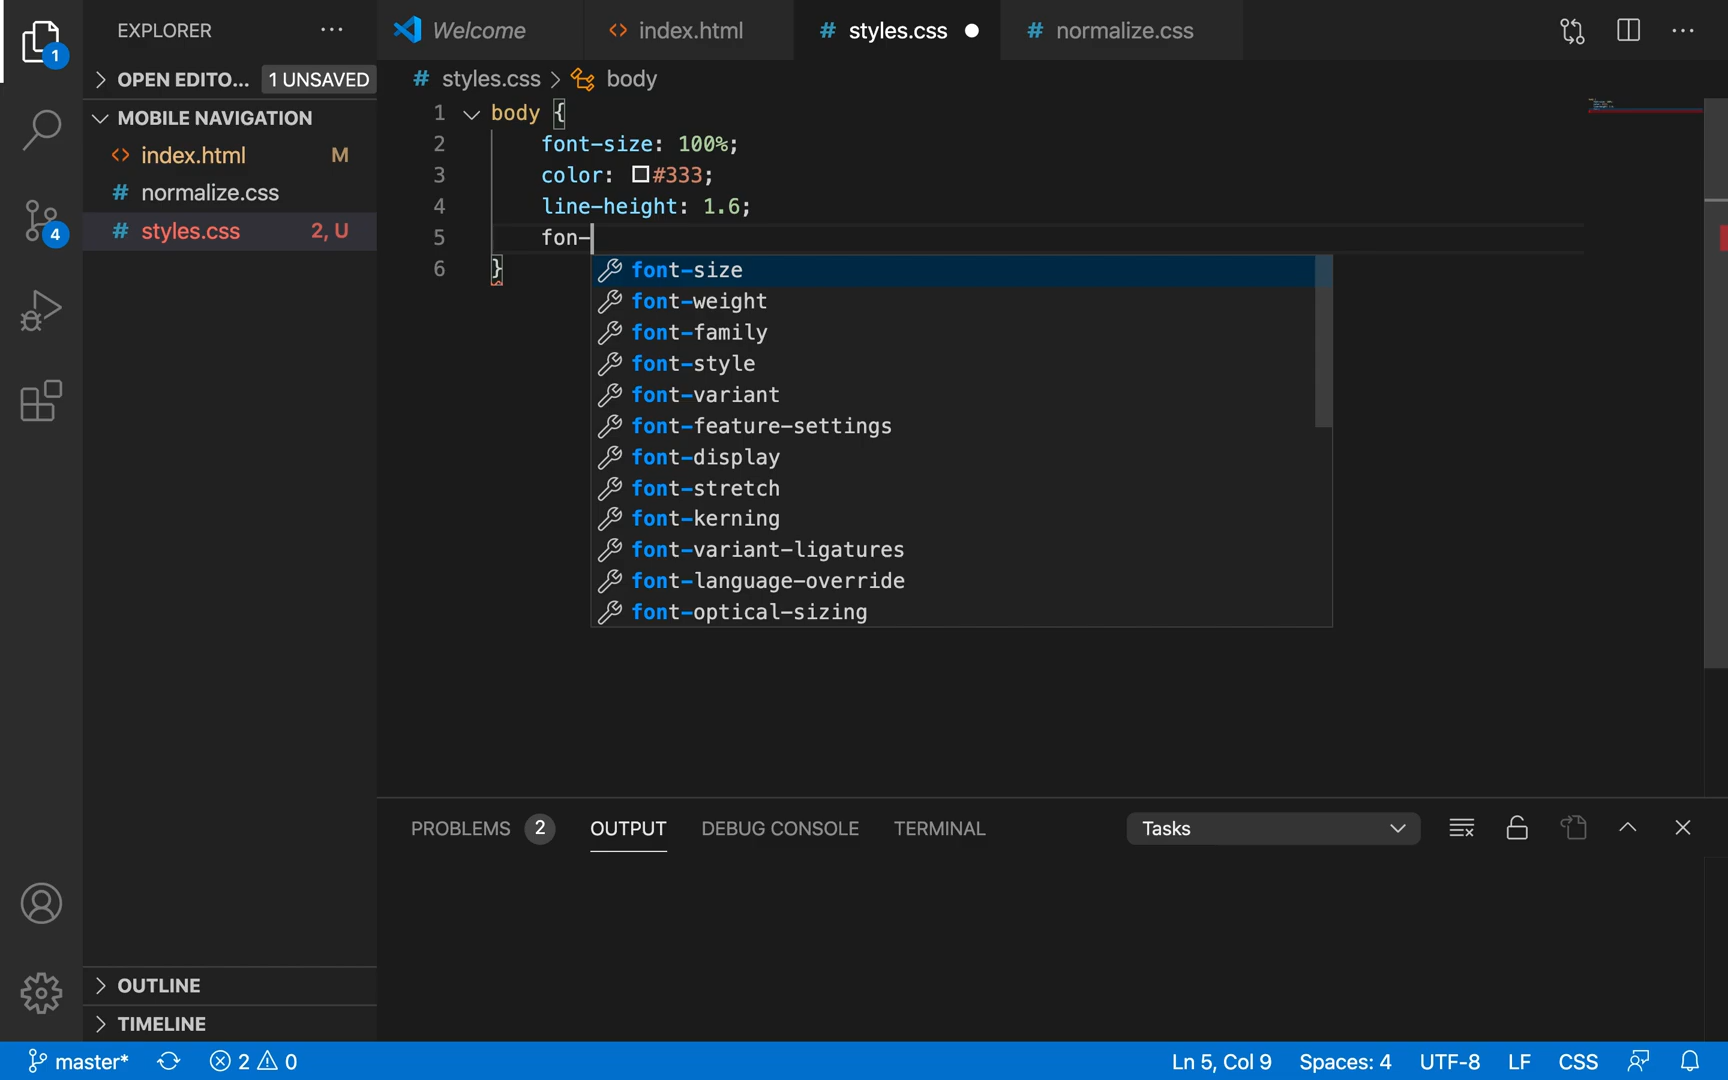 EXPLORER ...
Welcome
index.html
# styles.css
# normalize.css
1
OPEN EDITO... 1 UNSAVED
# styles.css > body
MOBILE NAVIGATION
<> index.html M
# normalize.css
# styles.css 2, U
4
1 body {
2 font-size: 100%;
3 color: #333;
4 line-height: 1.6;
5 fon-
6 }
font-size
font-weight
font-family
font-style
font-variant
font-feature-settings
font-display
font-stretch
font-kerning
font-variant-ligatures
font-language-override
font-optical-sizing
PROBLEMS 2 OUTPUT DEBUG CONSOLE TERMINAL Tasks
OUTLINE
TIMELINE
master* 2 0 Ln 5, Col 9 Spaces: 4 UTF-8 LF CSS